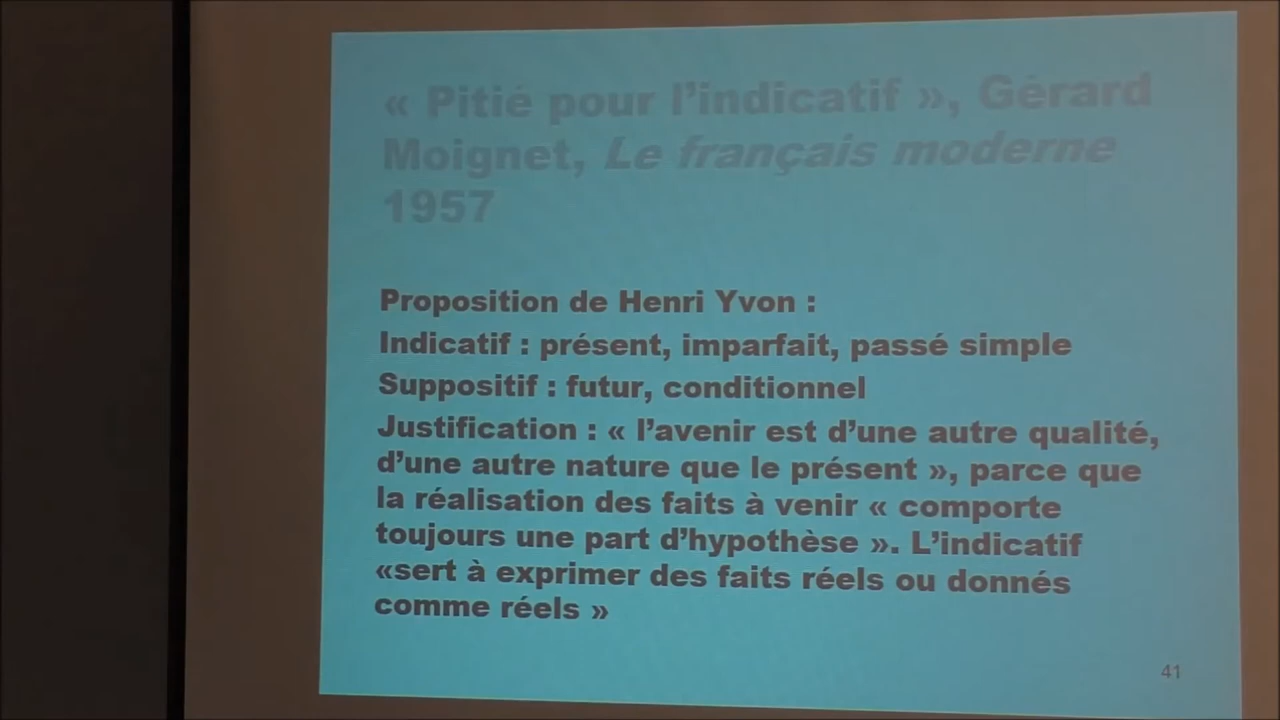 « Pitié pour l'indicatif », Gérard
Moignet, Le français moderne
1957
Proposition de Henri Yvon :
Indicatif : présent, imparfait, passé simple
Suppositif : futur, conditionnel
Justification : « l'avenir est d'une autre qualité,
d'une autre nature que le présent », parce que
la réalisation des faits à venir « comporte
toujours une part d'hypothèse ». L'indicatif
«sert à exprimer des faits réels ou donnés
comme réels »
41